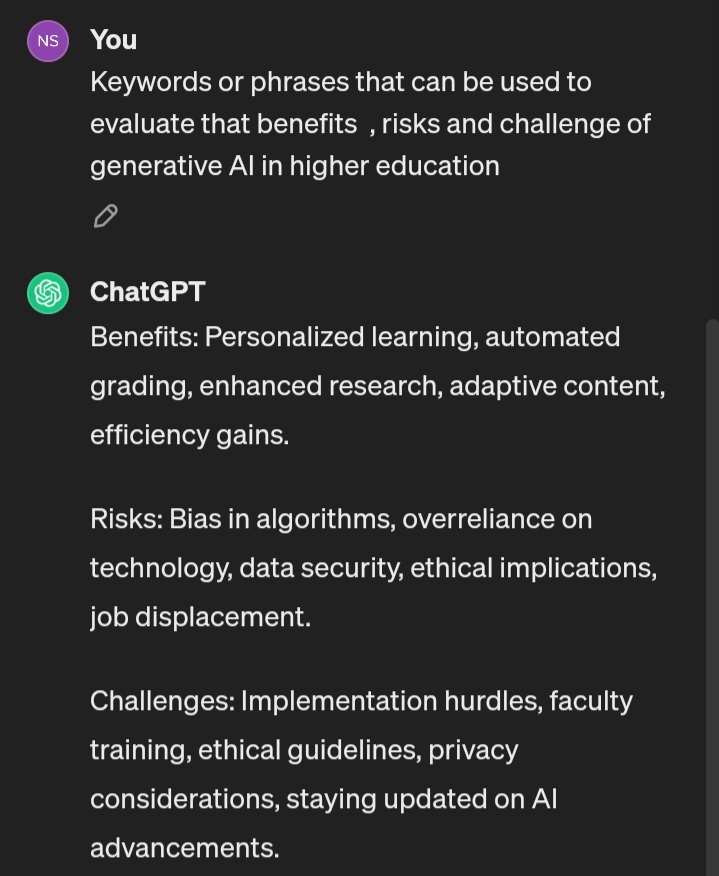 NS
You
Keywords or phrases that can be used to
evaluate that benefits , risks and challenge of
generative AI in higher education
ChatGPT
Benefits: Personalized learning, automated
grading, enhanced research, adaptive content,
efficiency gains.
Risks: Bias in algorithms, overreliance on
technology, data security, ethical implications,
job displacement.
Challenges: Implementation hurdles, faculty
training, ethical guidelines, privacy
considerations, staying updated on AI
advancements.